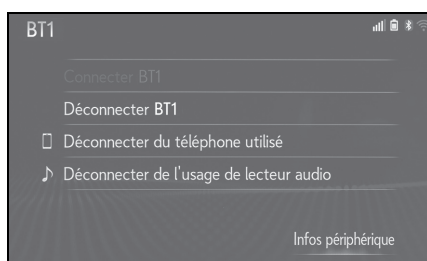 BT1
Connecter BT1
Déconnecter BT1
Déconnecter du téléphone utilisé
Déconnecter de l'usage de lecteur audio
Infos périphérique